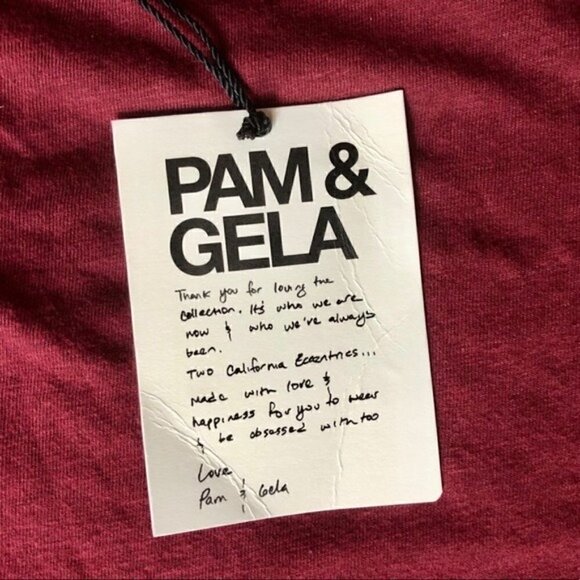 PAM &
GELA
Thank you for loving the
collection. It's who we are
now & who we've always
been.
Two California Eccentrics...
made with love &
happiness for you to wear
& be obsessed with too
Love
Pam & Gela